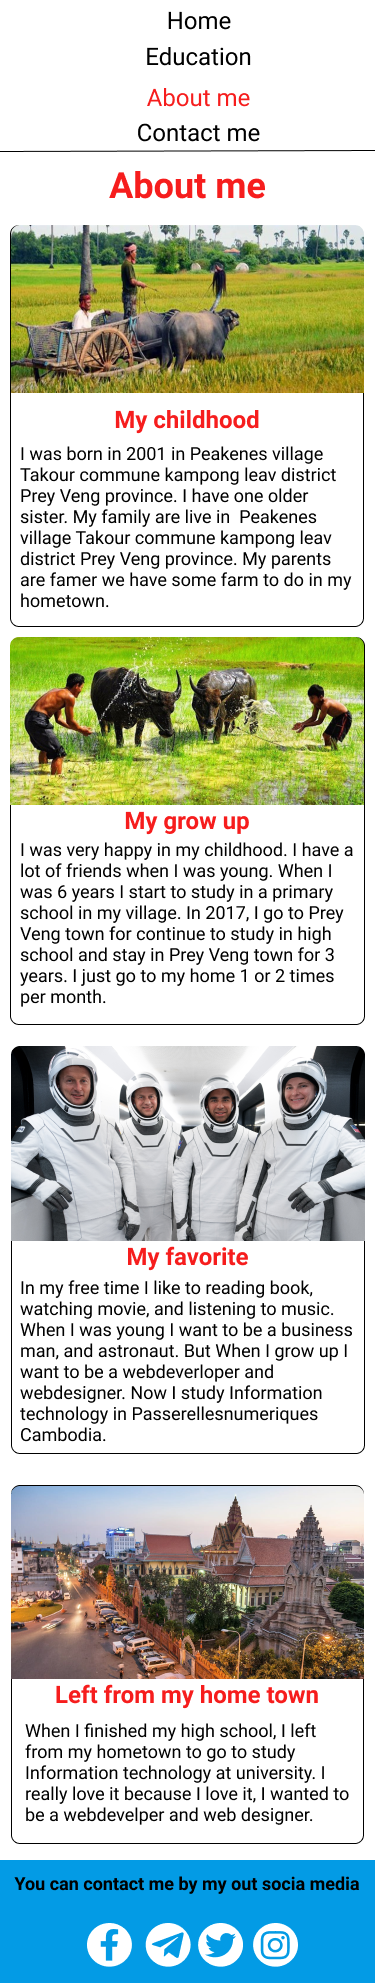 Home
Education
About me
Contact me
About me
My childhood
I was born in 2001 in Peakenes village
Takour commune kampong leav district
Prey Veng province. I have one older
sister. My family are live in  Peakenes
village Takour commune kampong leav
district Prey Veng province. My parents
are famer we have some farm to do in my
hometown.
My grow up
I was very happy in my childhood. I have a
lot of friends when I was young. When I
was 6 years I start to study in a primary
school in my village. In 2017, I go to Prey
Veng town for continue to study in high
school and stay in Prey Veng town for 3
years. I just go to my home 1 or 2 times
per month.
My favorite
In my free time I like to reading book,
watching movie, and listening to music.
When I was young I want to be a business
man, and astronaut. But When I grow up I
want to be a webdeverloper and
webdesigner. Now I study Information
technology in Passerellesnumeriques
Cambodia.
Left from my home town
When I finished my high school, I left
from my hometown to go to study
Information technology at university. I
really love it because I love it, I wanted to
be a webdevelper and web designer.
You can contact me by my out socia media